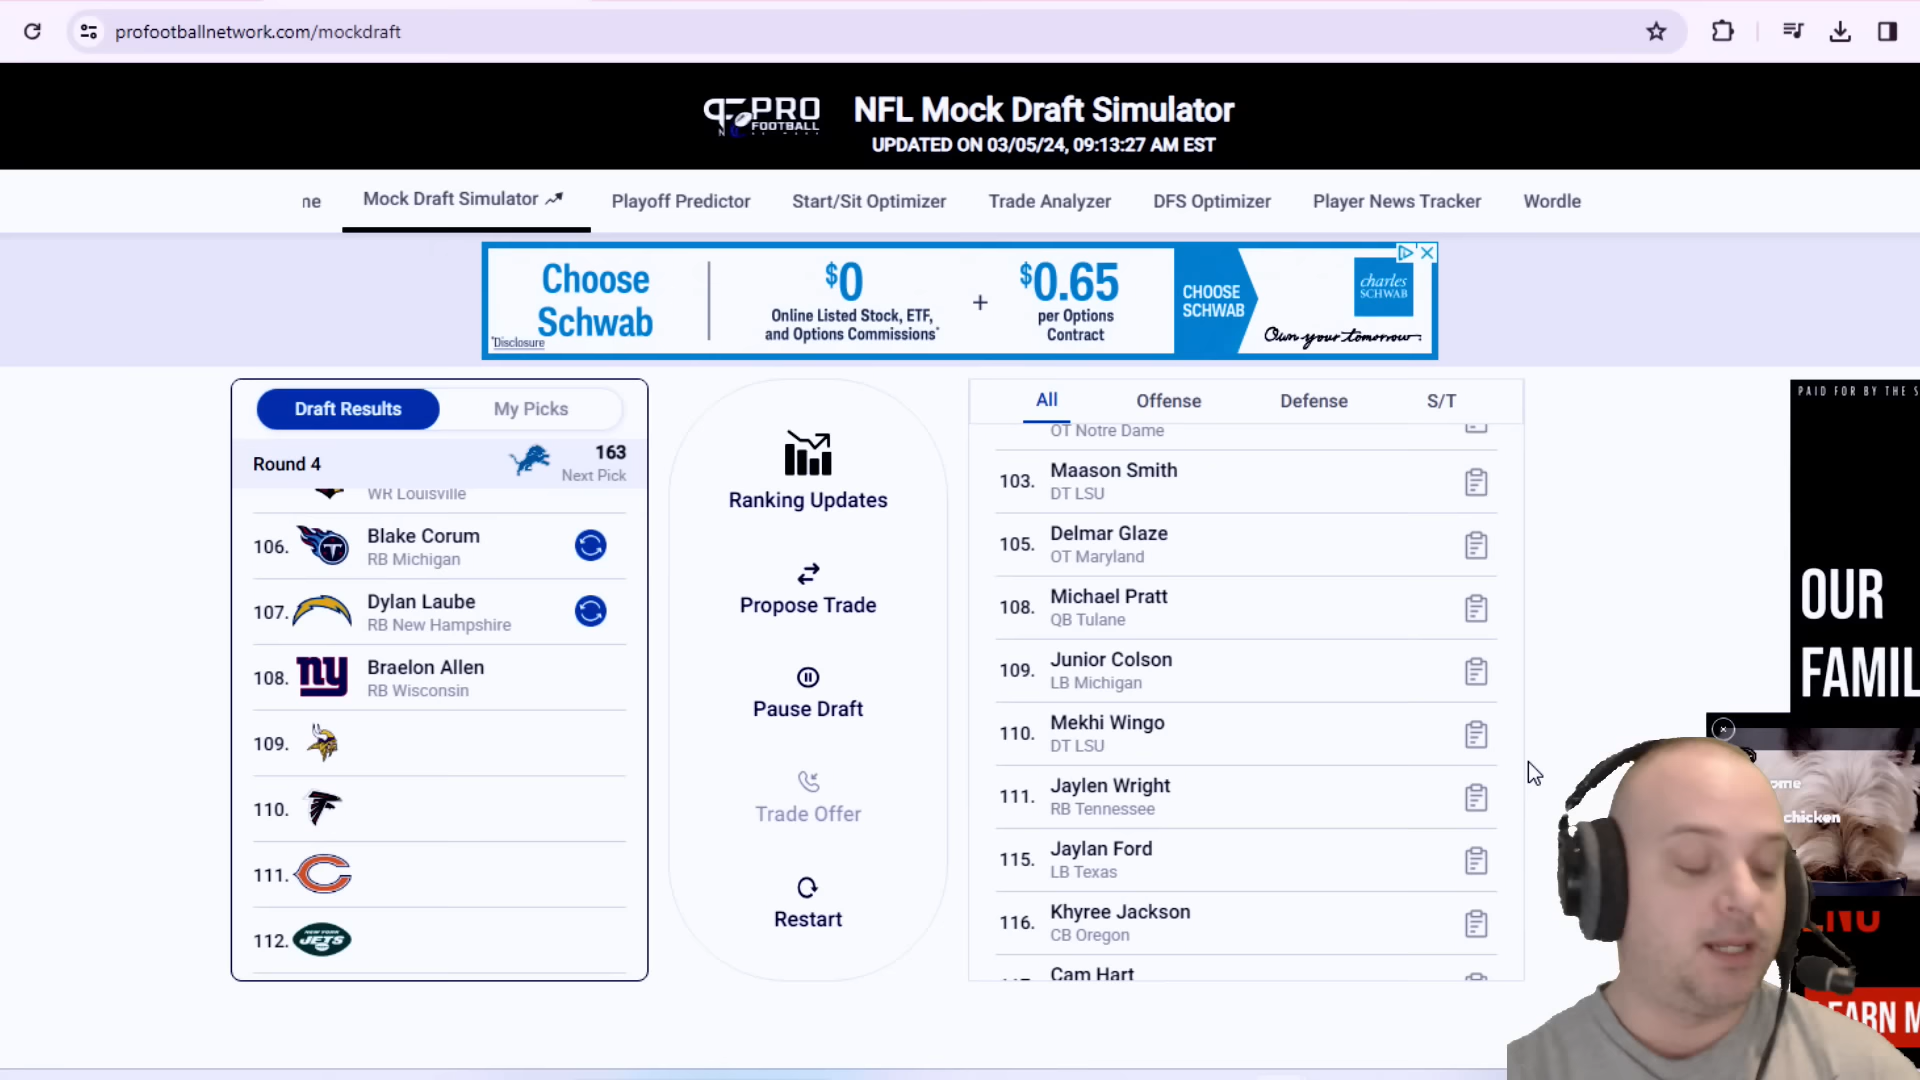 profootballnetwork.com/mockdraft
PRO
FOOTBALL
NFL Mock Draft Simulator
UPDATED ON 03/05/24, 09:13:27 AM EST
ne
Mock Draft Simulator
Playoff Predictor
Start/Sit Optimizer
Trade Analyzer
DFS Optimizer
Player News Tracker
Wordle
Choose
Schwab
*Disclosure
$0
Online Listed Stock, ETF,
and Options Commissions*
+
$0.65
per Options
Contract
CHOOSE
SCHWAB
charles
SCHWAB
Own your tomorrow.
Draft Results
My Picks
Round 4
163
Next Pick
WR Louisville
106.
Blake Corum
RB Michigan
107.
Dylan Laube
RB New Hampshire
108.
ny
Braelon Allen
RB Wisconsin
109.
110.
111.
112.
NEW YORK
JETS
Ranking Updates
Propose Trade
Pause Draft
Trade Offer
Restart
All
Offense
Defense
S/T
OT Notre Dame
103.
Maason Smith
DT LSU
105.
Delmar Glaze
OT Maryland
108.
Michael Pratt
QB Tulane
109.
Junior Colson
LB Michigan
110.
Mekhi Wingo
DT LSU
111.
Jaylen Wright
RB Tennessee
115.
Jaylan Ford
LB Texas
116.
Khyree Jackson
CB Oregon
Cam Hart
PAID FOR BY THE S
OUR
FAMIL
ome
chicken
EARN M